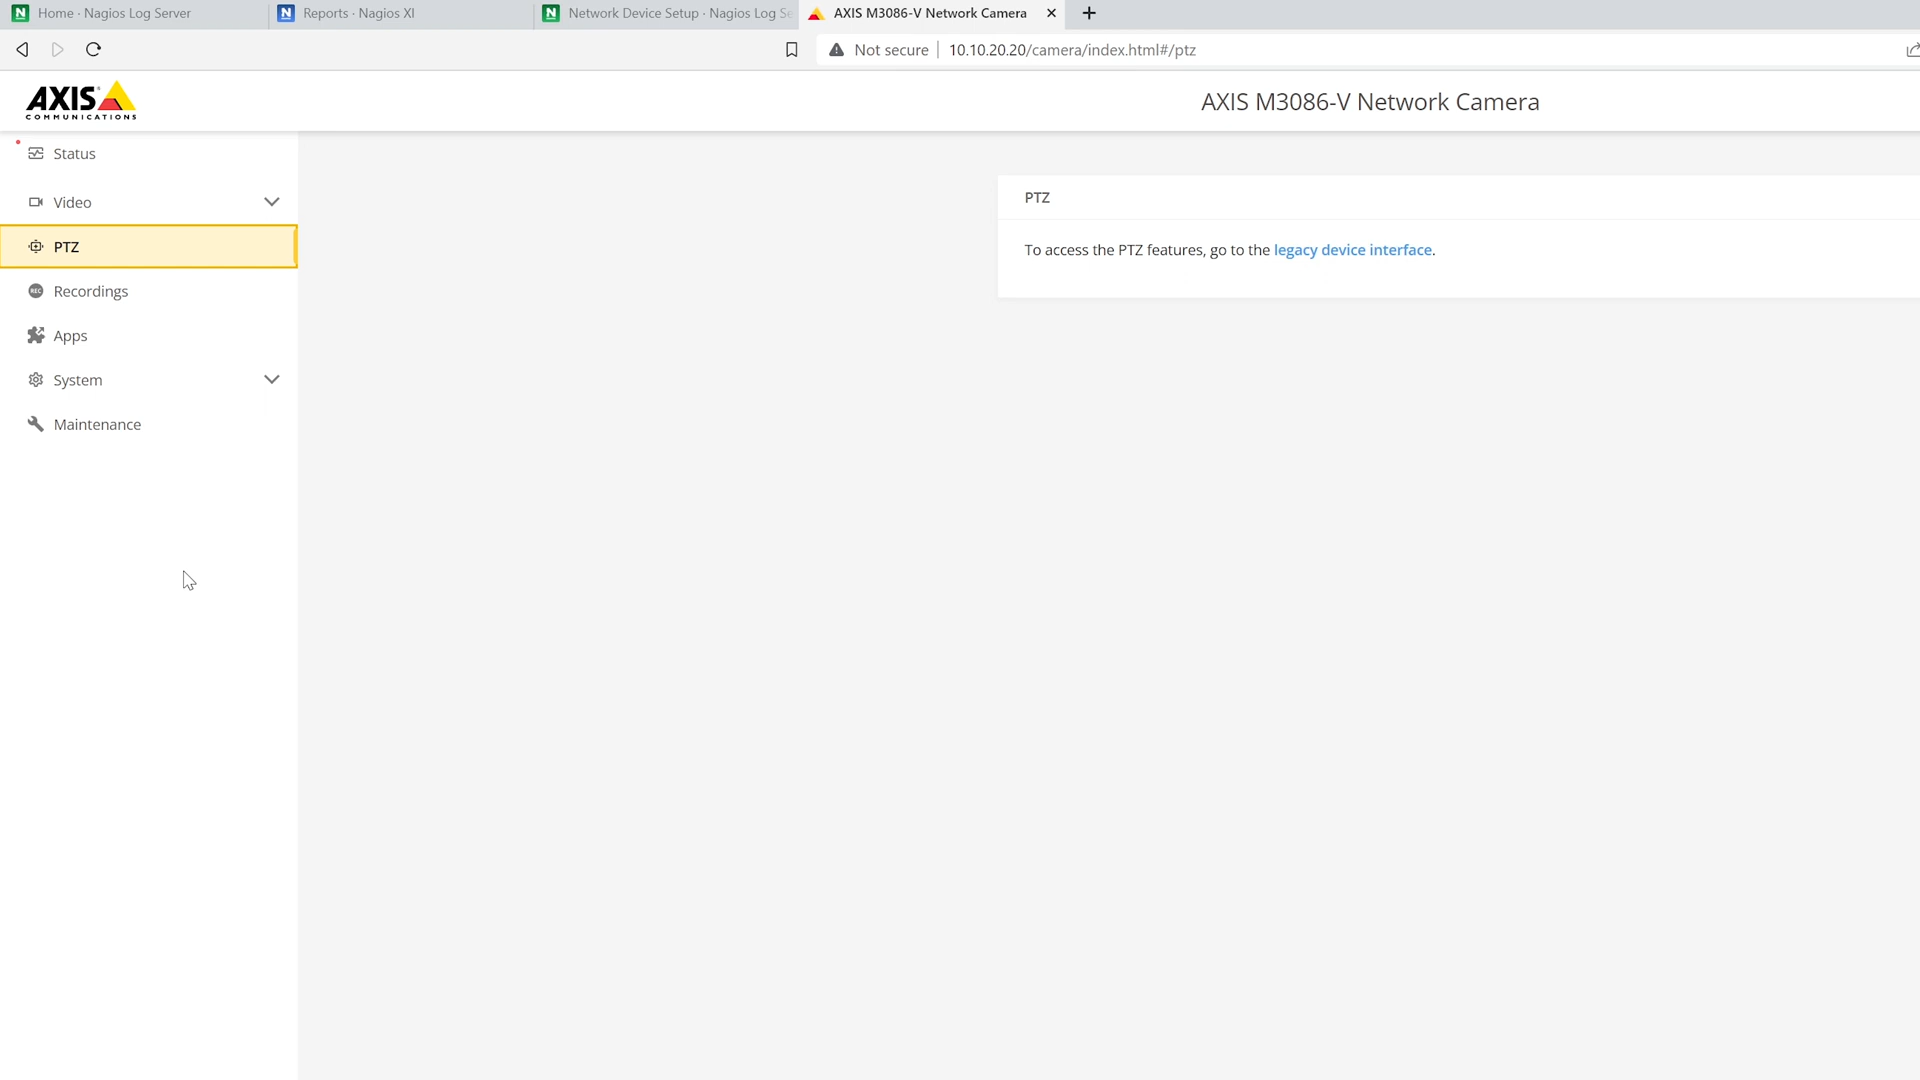 Home · Nagios Log Server
Reports · Nagios XI
Network Device Setup · Nagios Log Se
AXIS M3086-V Network Camera
Not secure
10.10.20.20/camera/index.html#/ptz
AXIS
COMMUNICATIONS
AXIS M3086-V Network Camera
Status
Video
PTZ
REC Recordings
Apps
System
Maintenance
PTZ
To access the PTZ features, go to the legacy device interface.